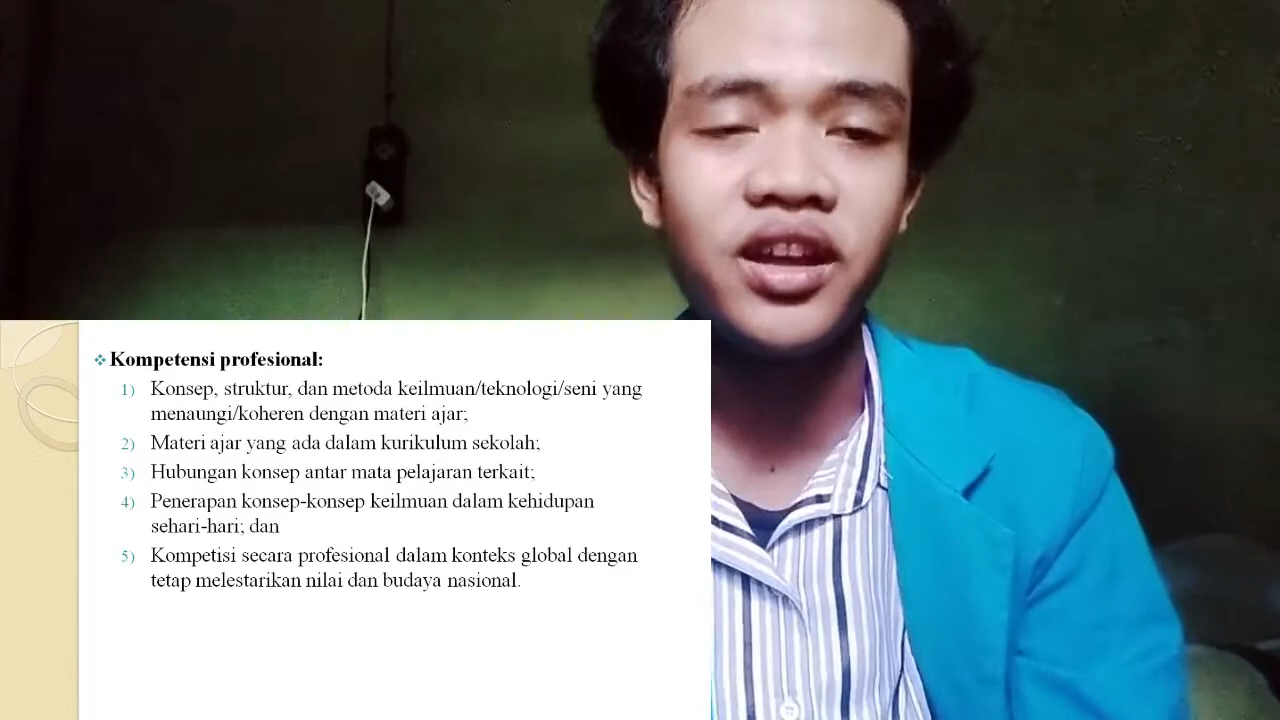 Kompetensi profesional:
1) Konsep, struktur, dan metoda keilmuan/teknologi/seni yang
menaungi/koheren dengan materi ajar;
2) Materi ajar yang ada dalam kurikulum sekolah;
3) Hubungan konsep antar mata pelajaran terkait;
4) Penerapan konsep-konsep keilmuan dalam kehidupan
sehari-hari; dan
5) Kompetisi secara profesional dalam konteks global dengan
tetap melestarikan nilai dan budaya nasional.